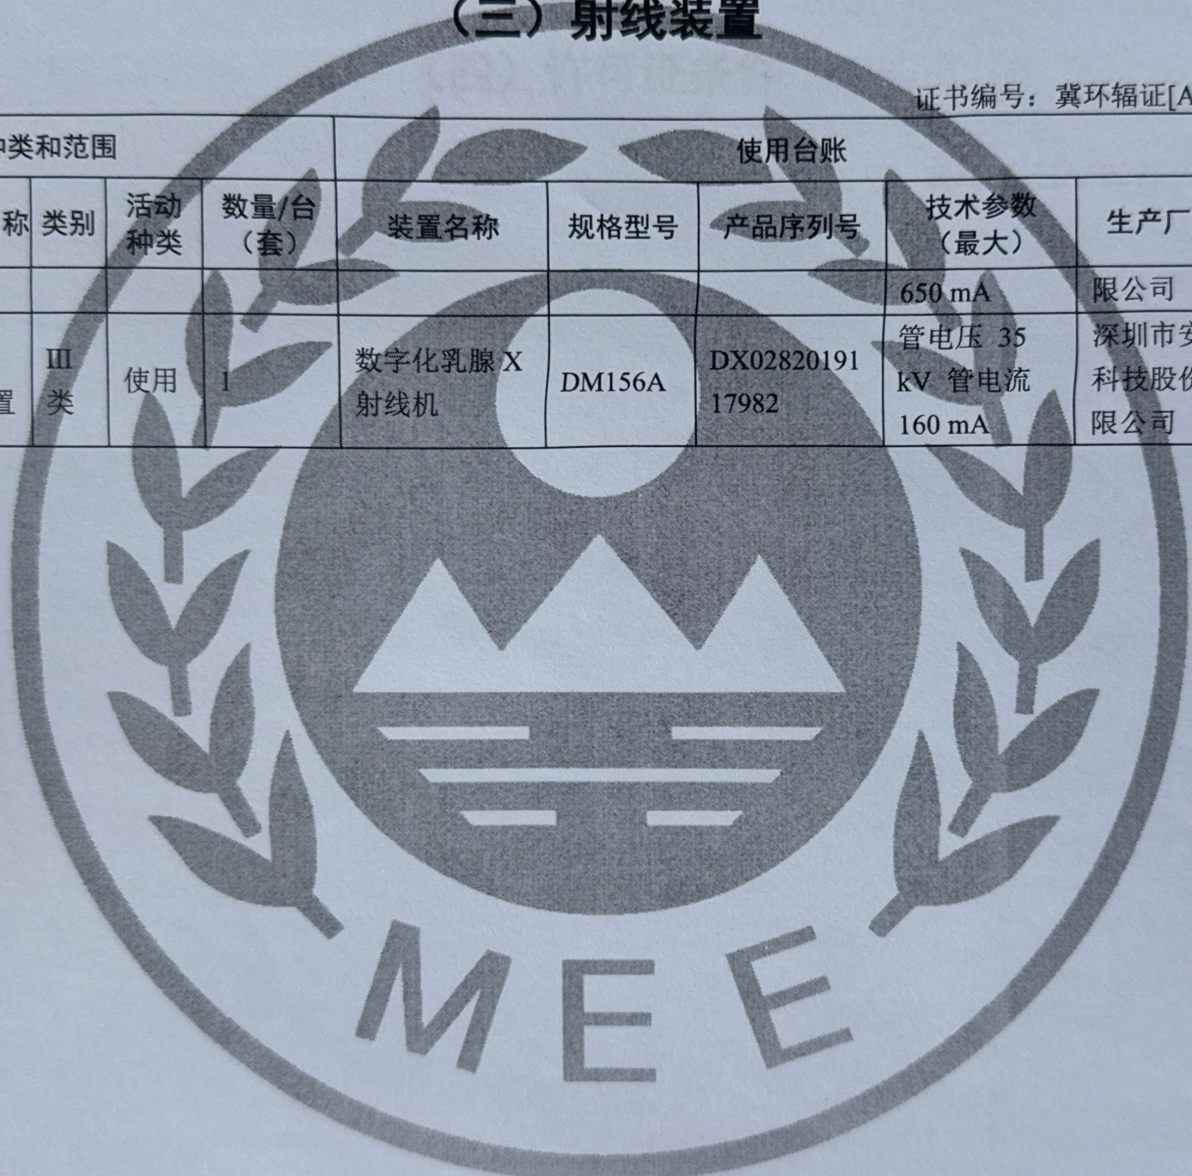 （三）射线装置
证书编号：冀环辐证[A
种类和范围 使用台账
称 类别 活动种类 数量/台（套） 装置名称 规格型号 产品序列号 技术参数（最大） 生产厂
650 mA 限公司
置 III类 使用 1 数字化乳腺X射线机 DM156A DX0282019117982 管电压 35 kV 管电流 160 mA 深圳市安科技股份限公司
MEE